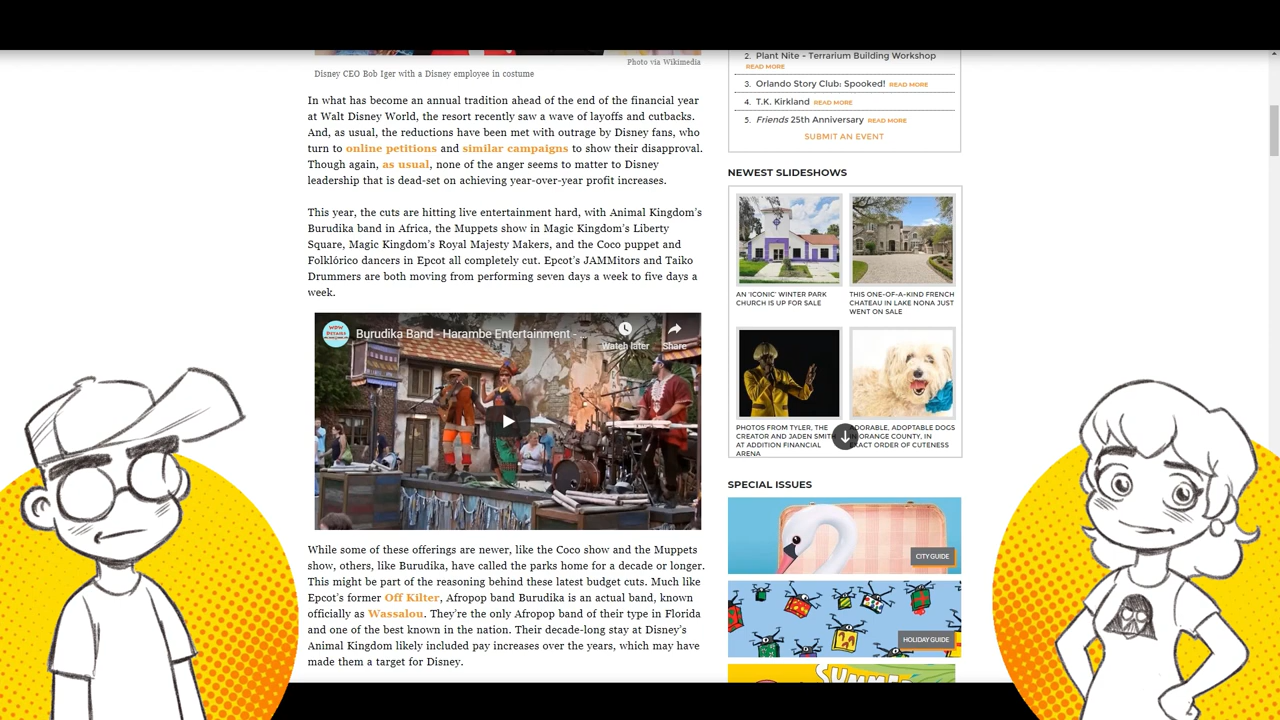 Photo via Wikimedia
Disney CEO Bob Iger with a Disney employee in costume
In what has become an annual tradition ahead of the end of the financial year
at Walt Disney World, the resort recently saw a wave of layoffs and cutbacks.
And, as usual, the reductions have been met with outrage by Disney fans, who
turn to online petitions and similar campaigns to show their disapproval.
Though again, as usual, none of the anger seems to matter to Disney
leadership that is dead-set on achieving year-over-year profit increases.
This year, the cuts are hitting live entertainment hard, with Animal Kingdom's
Burudika band in Africa, the Muppets show in Magic Kingdom's Liberty
Square, Magic Kingdom's Royal Majesty Makers, and the Coco puppet and
Folklórico dancers in Epcot all completely cut. Epcot's JAMMitors and Taiko
Drummers are both moving from performing seven days a week to five days a
week.
WDW DETAILS
Burudika Band - Harambe Entertainment - ...
Watch later
Share
While some of these offerings are newer, like the Coco show and the Muppets
show, others, like Burudika, have called the parks home for a decade or longer.
This might be part of the reasoning behind these latest budget cuts. Much like
Epcot's former Off Kilter, Afropop band Burudika is an actual band, known
officially as Wassalou. They're the only Afropop band of their type in Florida
and one of the best known in the nation. Their decade-long stay at Disney's
Animal Kingdom likely included pay increases over the years, which may have
made them a target for Disney.
2. Plant Nite - Terrarium Building Workshop
READ MORE
3. Orlando Story Club: Spooked! READ MORE
4. T.K. Kirkland READ MORE
5. Friends 25th Anniversary READ MORE
SUBMIT AN EVENT
NEWEST SLIDESHOWS
AN 'ICONIC' WINTER PARK
CHURCH IS UP FOR SALE
THIS ONE-OF-A-KIND FRENCH
CHATEAU IN LAKE NONA JUST
WENT ON SALE
PHOTOS FROM TYLER, THE
CREATOR AND JADEN SMITH
AT ADDITION FINANCIAL
ARENA
ADORABLE, ADOPTABLE DOGS
IN ORANGE COUNTY, IN
EXACT ORDER OF CUTENESS
SPECIAL ISSUES
CITY GUIDE
HOLIDAY GUIDE
SUMMER